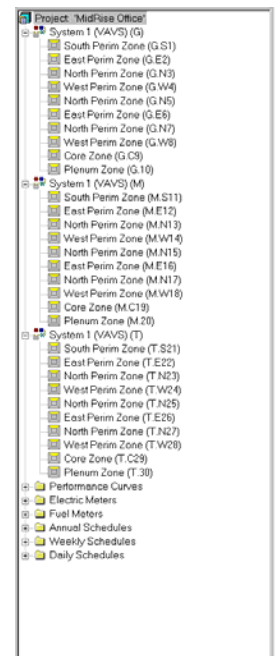 Project: 'MidRise Office'
System 1 (VAVS) (G)
South Perim Zone (G.S1)
East Perim Zone (G.E2)
North Perim Zone (G.N3)
West Perim Zone (G.W4)
North Perim Zone (G.N5)
East Perim Zone (G.E6)
North Perim Zone (G.N7)
West Perim Zone (G.W8)
Core Zone (G.C9)
Plenum Zone (G.10)
System 1 (VAVS) (M)
South Perim Zone (M.S11)
East Perim Zone (M.E12)
North Perim Zone (M.N13)
West Perim Zone (M.W14)
North Perim Zone (M.N15)
East Perim Zone (M.E16)
North Perim Zone (M.N17)
West Perim Zone (M.W18)
Core Zone (M.C19)
Plenum Zone (M.20)
System 1 (VAVS) (T)
South Perim Zone (T.S21)
East Perim Zone (T.E22)
North Perim Zone (T.N23)
West Perim Zone (T.W24)
North Perim Zone (T.N25)
East Perim Zone (T.E26)
North Perim Zone (T.N27)
West Perim Zone (T.W28)
Core Zone (T.C29)
Plenum Zone (T.30)
Performance Curves
Electric Meters
Fuel Meters
Annual Schedules
Weekly Schedules
Daily Schedules